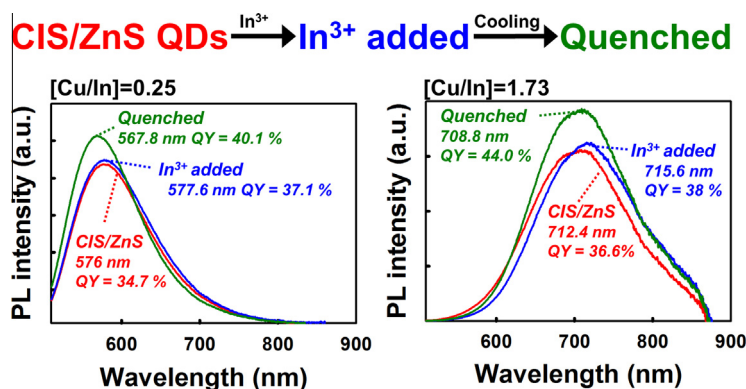 CIS/ZnS QDs In³⁺ In³⁺ added Cooling Quenched
[Cu/In]=0.25
PL intensity (a.u.)
Quenched
567.8 nm QY = 40.1 %
In³⁺ added
577.6 nm QY = 37.1 %
CIS/ZnS
576 nm
QY = 34.7 %
600 700 800 900
Wavelength (nm)
[Cu/In]=1.73
PL intensity (a.u.)
Quenched
708.8 nm
QY = 44.0 %
In³⁺ added
715.6 nm
QY = 38 %
CIS/ZnS
712.4 nm
QY = 36.6%
600 700 800 900
Wavelength (nm)